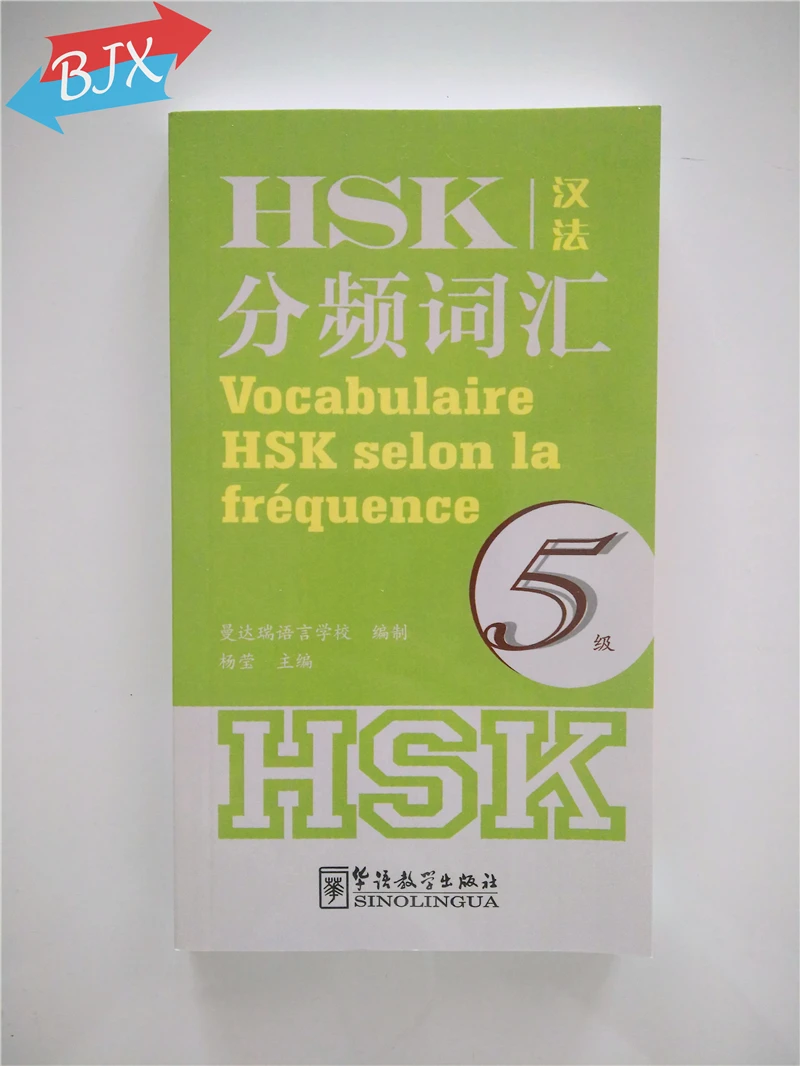 BJX
HSK
汉法
分频词汇
Vocabulaire
HSK selon la
fréquence
5级
曼达瑞语言学校 编制
杨莹 主编
HSK
华语教学出版社
SINOLINGUA